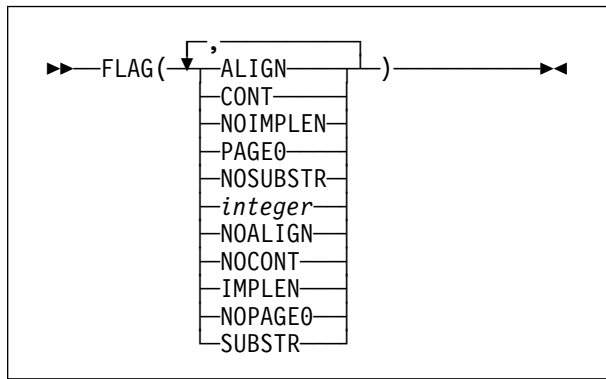 ,
FLAG( ALIGN )
CONT
NOIMPLEN
PAGE0
NOSUBSTR
integer
NOALIGN
NOCONT
IMPLEN
NOPAGE0
SUBSTR